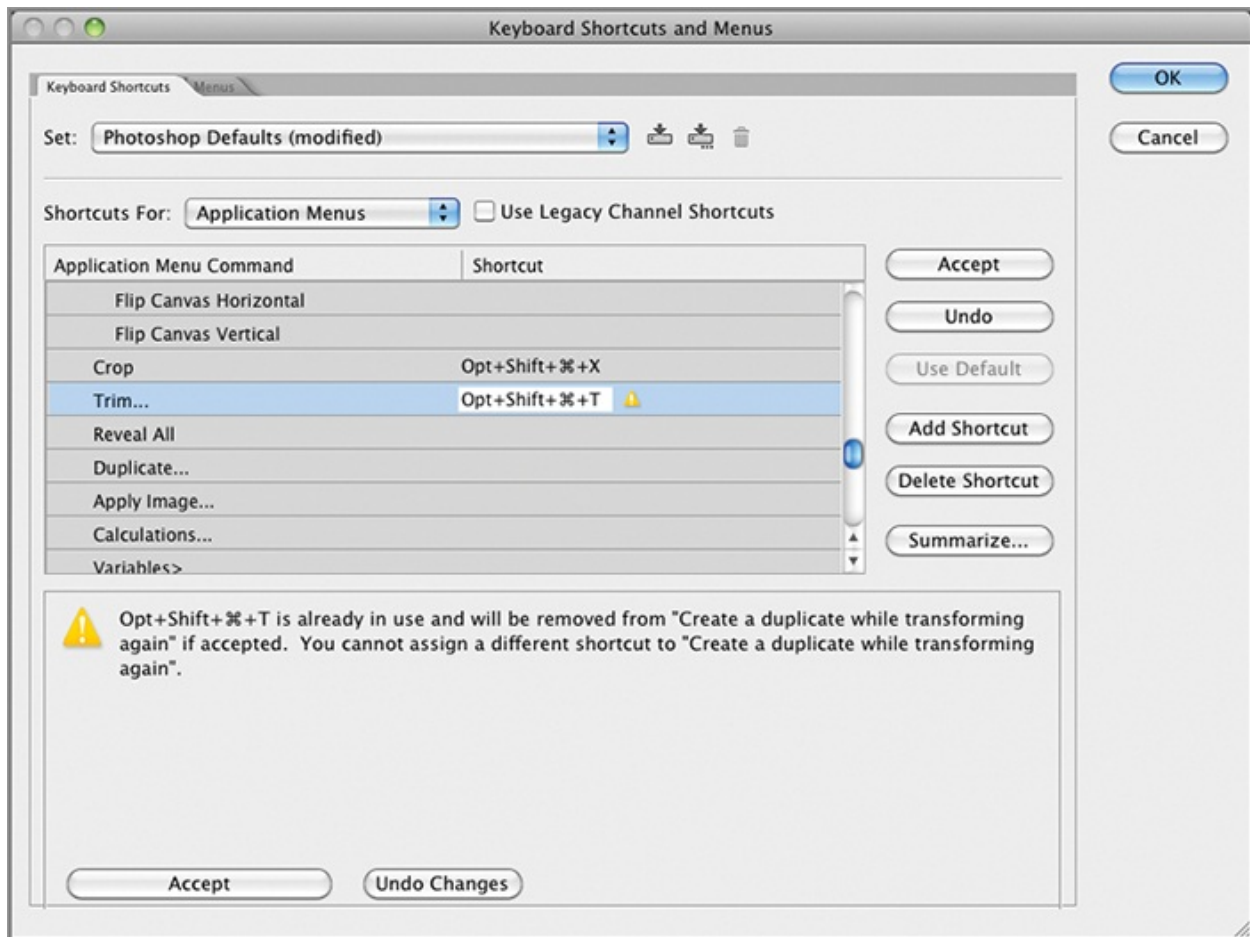 Keyboard Shortcuts and Menus
Keyboard Shortcuts Menus
OK
Set: Photoshop Defaults (modified)
Cancel
Shortcuts For: Application Menus Use Legacy Channel Shortcuts
Application Menu Command Shortcut
Accept
Flip Canvas Horizontal
Undo
Flip Canvas Vertical
Crop Opt+Shift+⌘+X
Use Default
Trim... Opt+Shift+⌘+T
Reveal All
Add Shortcut
Duplicate...
Delete Shortcut
Apply Image...
Calculations...
Summarize...
Variables>
Opt+Shift+⌘+T is already in use and will be removed from "Create a duplicate while transforming
again" if accepted. You cannot assign a different shortcut to "Create a duplicate while transforming
again".
Accept Undo Changes